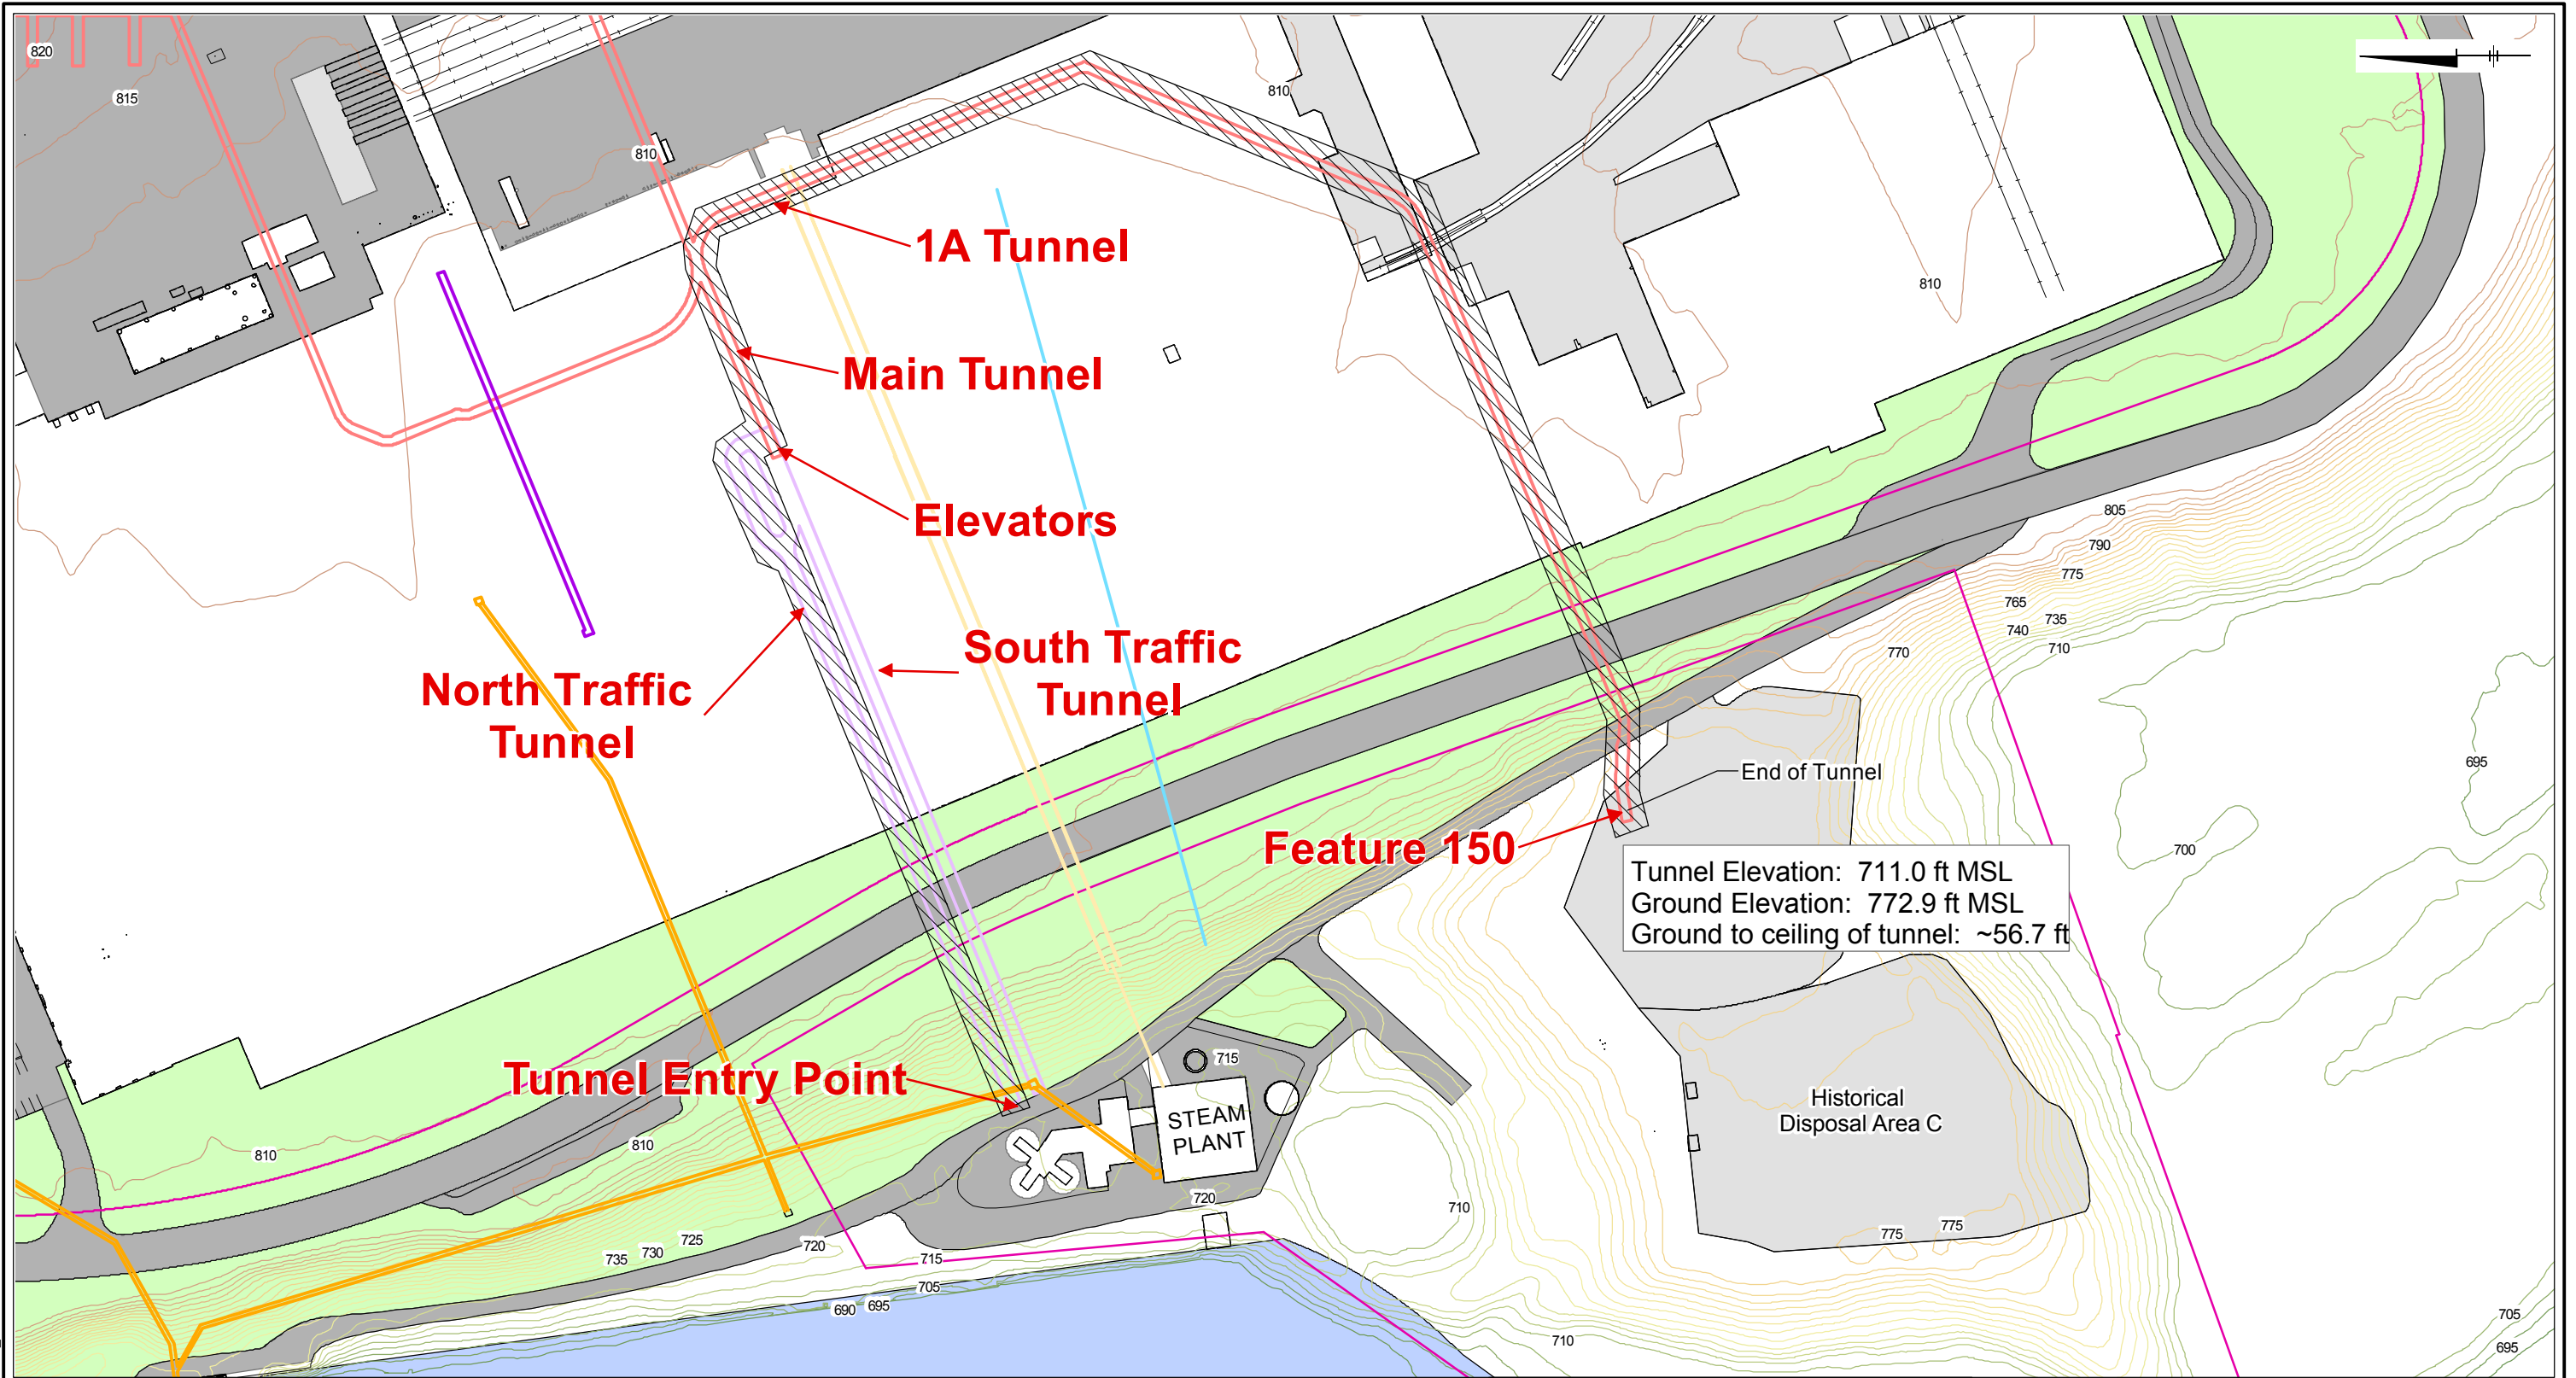 820
815
810
810
810
1A Tunnel
Main Tunnel
Elevators
805
790
775
765
735
740
710
770
South Traffic
Tunnel
North Traffic
Tunnel
695
End of Tunnel
Feature 150
700
Tunnel Elevation: 711.0 ft MSL
Ground Elevation: 772.9 ft MSL
Ground to ceiling of tunnel: ~56.7 ft
715
Tunnel Entry Point
STEAM
PLANT
Historical
Disposal Area C
810
810
720
710
775
775
725
730
735
720
715
705
695
690
710
705
695